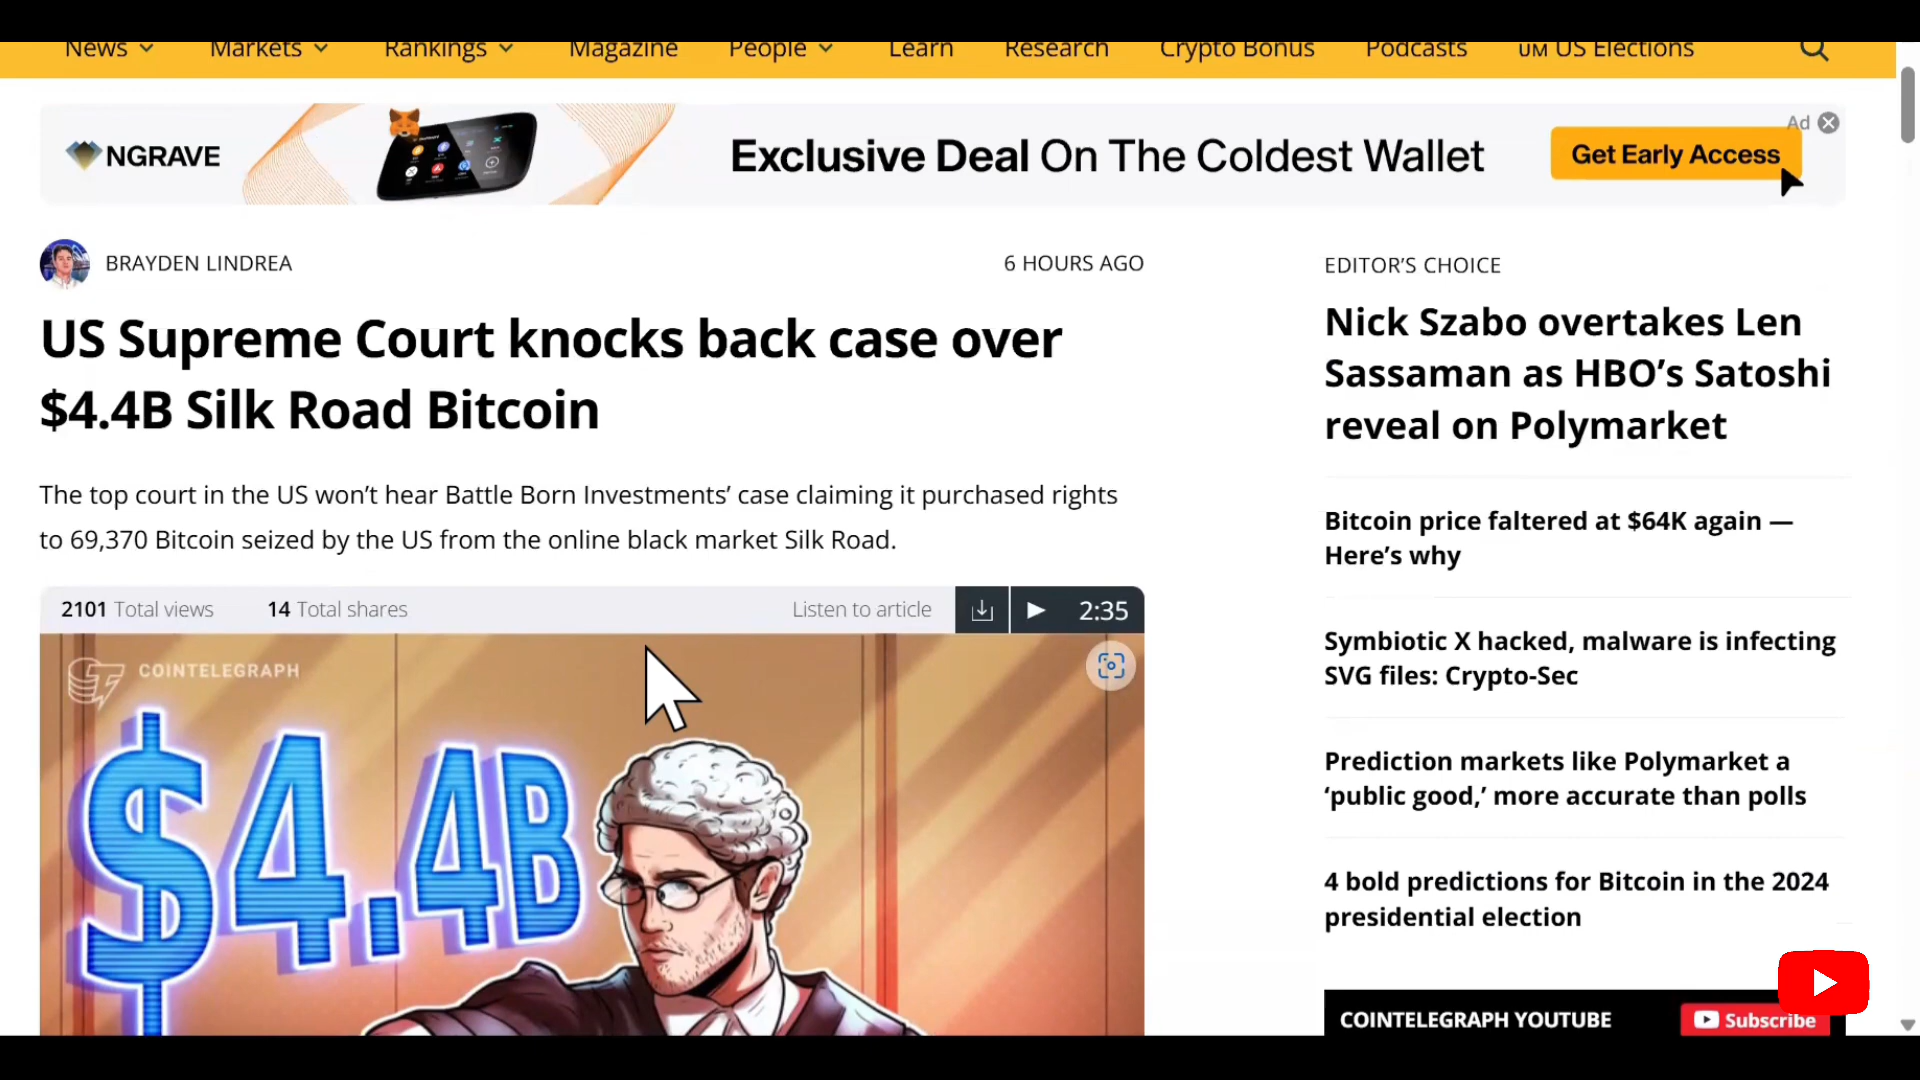 News Markets Rankings Magazine People Learn Research Crypto Bonus Podcasts UM US Elections
NGRAVE
Exclusive Deal On The Coldest Wallet
Get Early Access
Ad
BRAYDEN LINDREA
6 HOURS AGO
US Supreme Court knocks back case over
$4.4B Silk Road Bitcoin
The top court in the US won’t hear Battle Born Investments’ case claiming it purchased rights
to 69,370 Bitcoin seized by the US from the online black market Silk Road.
2101 Total views 14 Total shares Listen to article 2:35
COINTELEGRAPH
$4.4B
EDITOR’S CHOICE
Nick Szabo overtakes Len
Sassaman as HBO’s Satoshi
reveal on Polymarket
Bitcoin price faltered at $64K again —
Here’s why
Symbiotic X hacked, malware is infecting
SVG files: Crypto-Sec
Prediction markets like Polymarket a
‘public good,’ more accurate than polls
4 bold predictions for Bitcoin in the 2024
presidential election
COINTELEGRAPH YOUTUBE
Subscribe